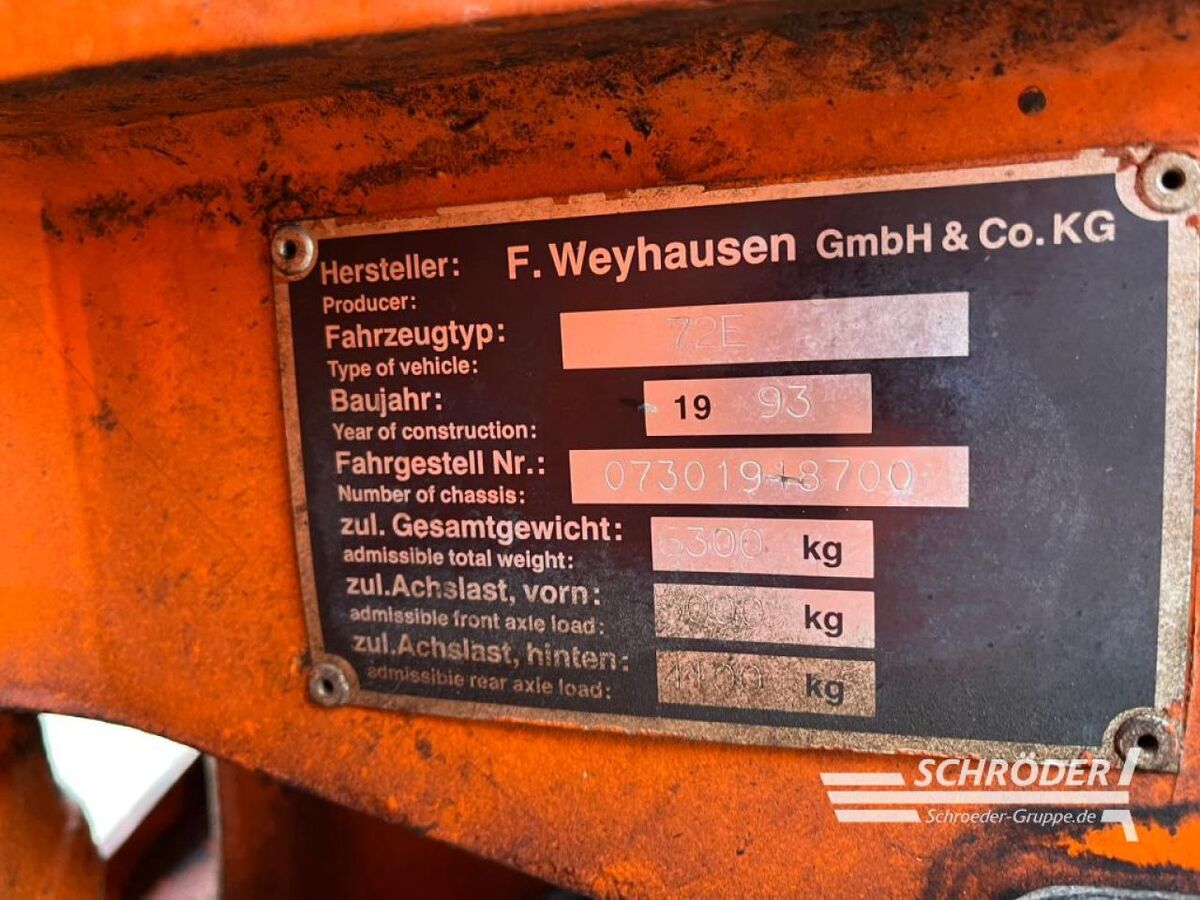 Hersteller: F. Weyhausen GmbH & Co. KG
Producer:
Fahrzeugtyp: 72E
Type of vehicle:
Baujahr: 19 93
Year of construction:
Fahrgestell Nr.: 07301918700
Number of chassis:
zul. Gesamtgewicht: 6300 kg
admissible total weight:
zul. Achslast, vorn: kg
admissible front axle load:
zul. Achslast, hinten: kg
admissible rear axle load:
SCHRÖDER
Schroeder-Gruppe.de